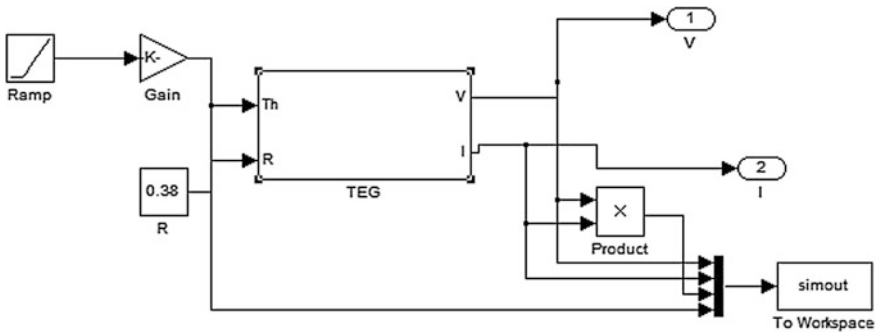 1
V
Ramp
-K-
Gain
Th
R
V
I
TEG
0.38
R
2
I
×
Product
simout
To Workspace